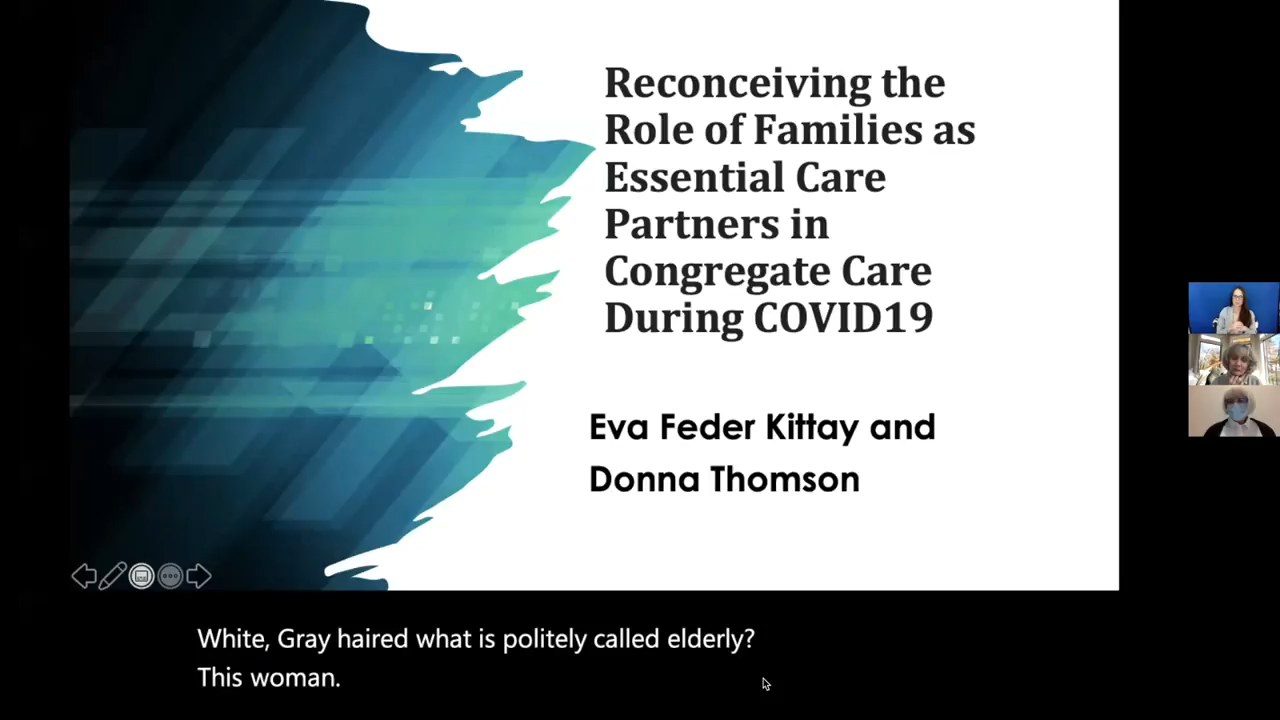 Reconceiving the
Role of Families as
Essential Care
Partners in
Congregate Care
During COVID19
Eva Feder Kittay and
Donna Thomson
White, Gray haired what is politely called elderly?
This woman.